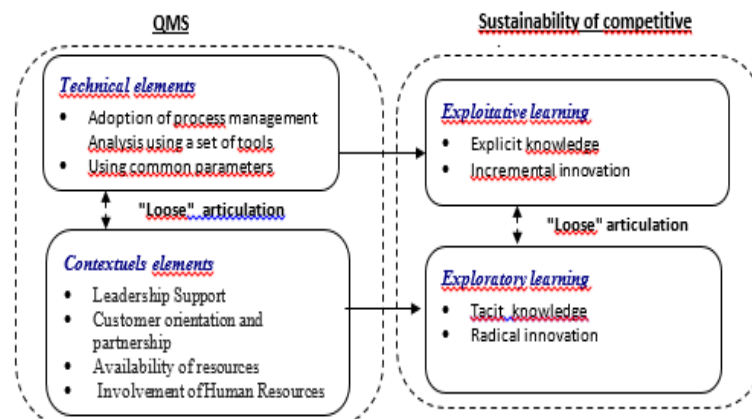 QMS
Technical elements
• Adoption of process management
Analysis using a set of tools
• Using common parameters
"Loose" articulation
Contextuels elements
• Leadership Support
• Customer orientation and
partnership
• Availability of resources
• Involvement of Human Resources
Sustainability of competitive
Exploitative learning
• Explicit knowledge
• Incremental innovation
"Loose" articulation
Exploratory learning
• Tacit knowledge
• Radical innovation